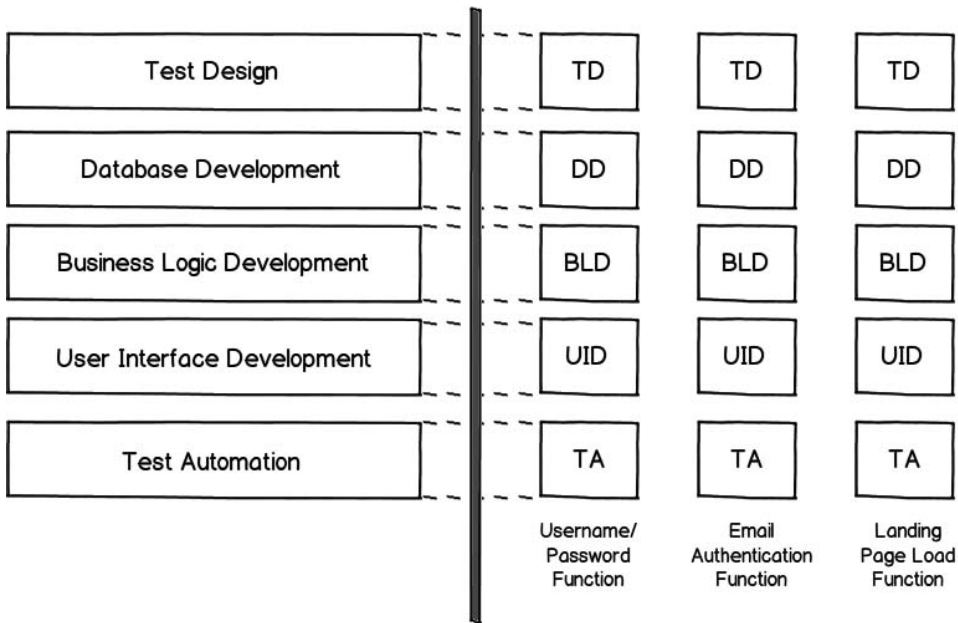 Test Design
TD
TD
TD
Database Development
DD
DD
DD
Business Logic Development
BLD
BLD
BLD
User Interface Development
UID
UID
UID
Test Automation
TA
TA
TA
Username/
Password
Function
Email
Authentication
Function
Landing
Page Load
Function